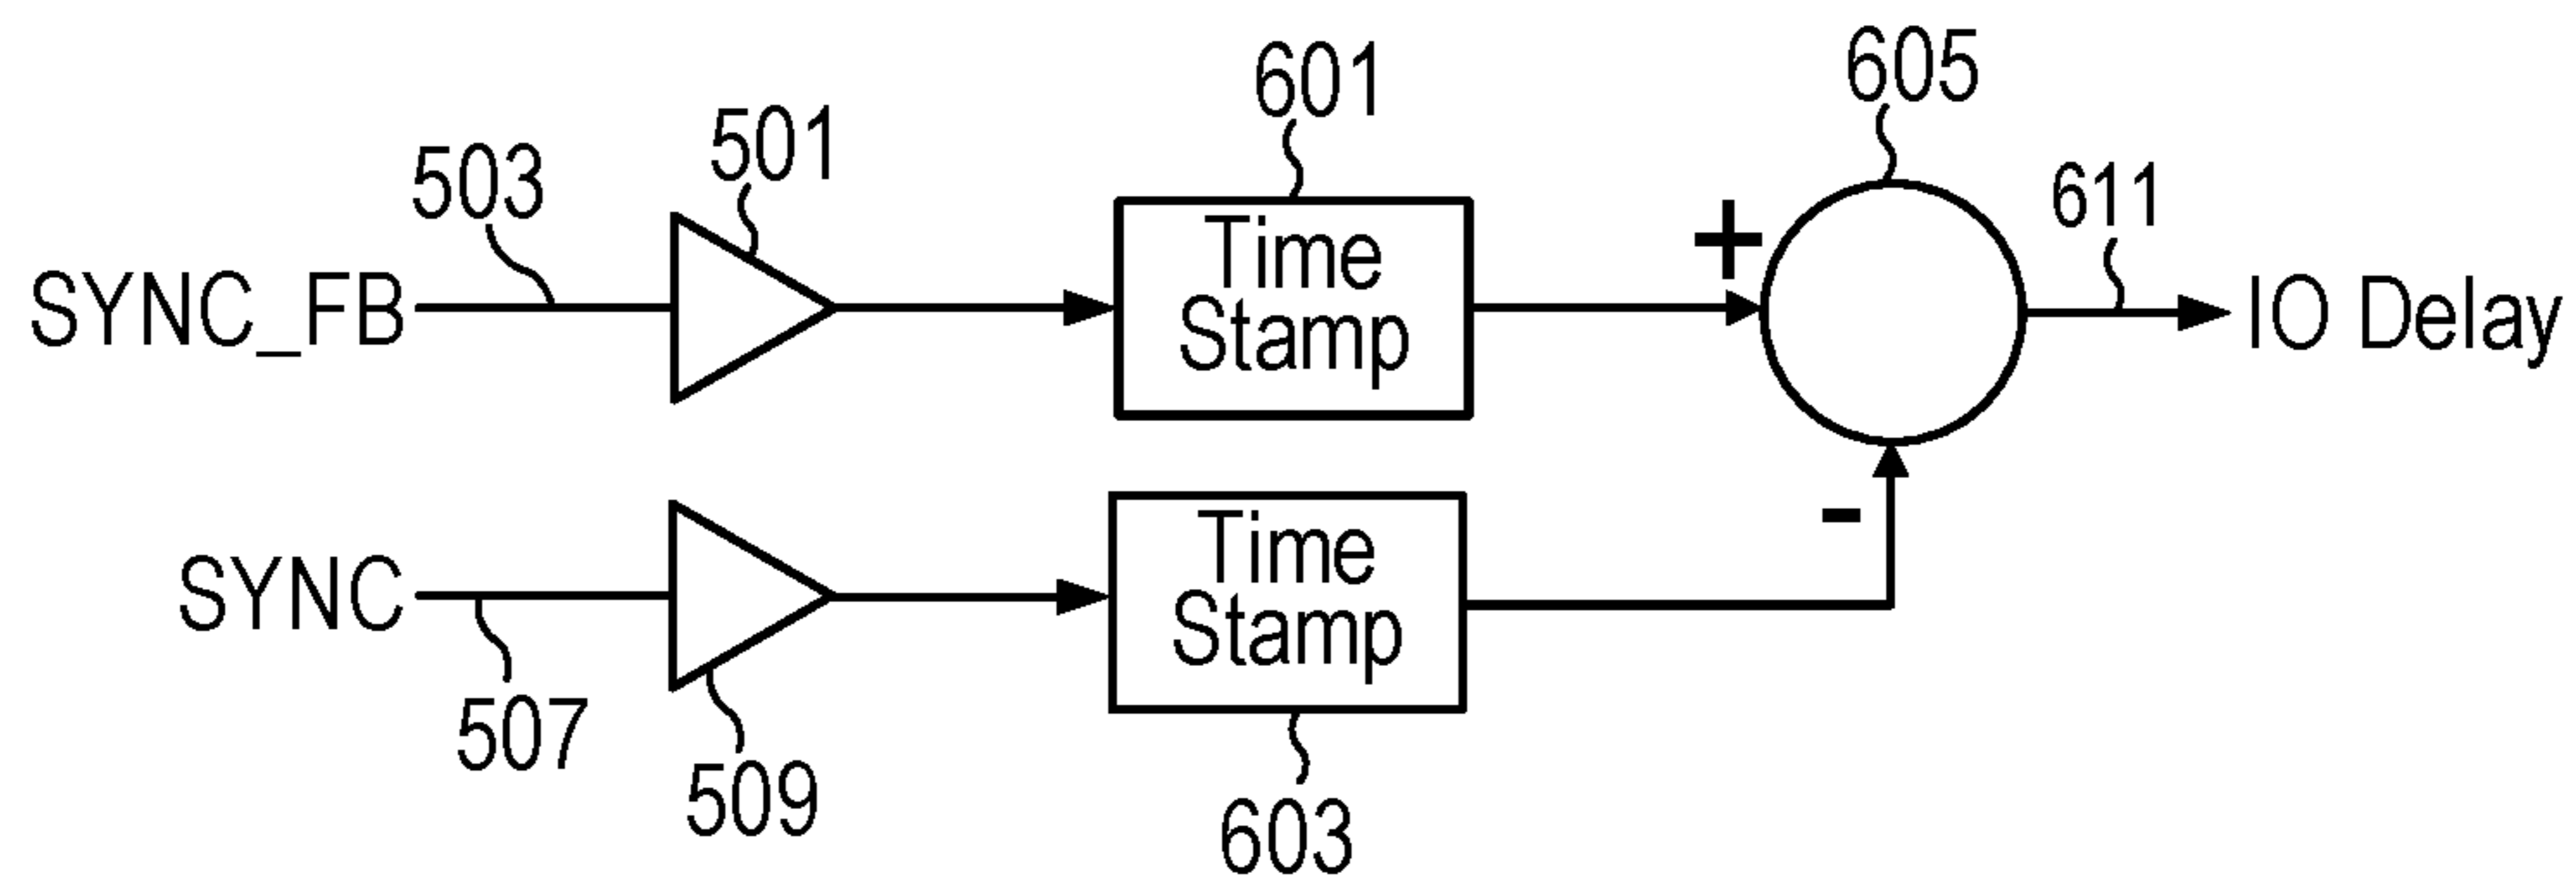 605
601
501
611
503
Time
+
SYNC_FB
Stamp
IO Delay
Time
-
SYNC
Stamp
507
509
603